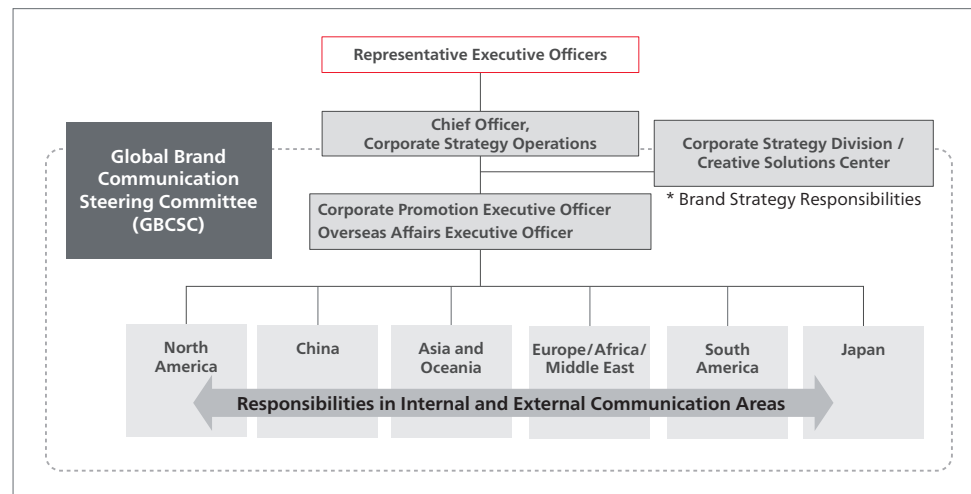 Representative Executive Officers
Chief Officer,
Corporate Strategy Operations
Global Brand
Communication
Steering Committee
(GBCSC)
Corporate Strategy Division /
Creative Solutions Center
* Brand Strategy Responsibilities
Corporate Promotion Executive Officer
Overseas Affairs Executive Officer
North
America
China
Asia and
Oceania
Europe/Africa/
Middle East
South
America
Japan
Responsibilities in Internal and External Communication Areas